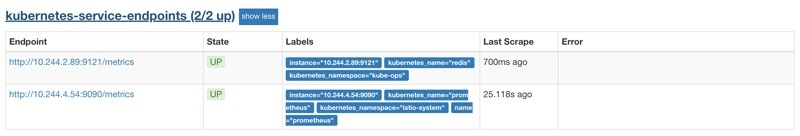 kubernetes-service-endpoints (2/2 up) show less
Endpoint State Labels Last Scrape Error
http://10.244.2.89:9121/metrics UP instance="10.244.2.89:9121" kubernetes_name="redis" 700ms ago
kubernetes_namespace="kube-ops"
http://10.244.4.54:9090/metrics UP instance="10.244.4.54:9090" kubernetes_name="prom 25.118s ago
etheus" kubernetes_namespace="istio-system" name
="prometheus"